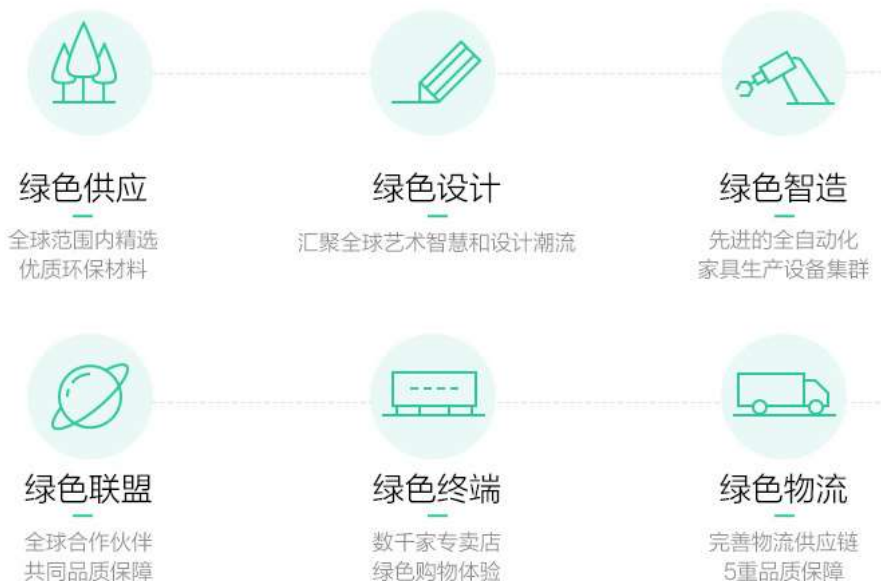 绿色供应
全球范围内精选
优质环保材料
绿色设计
汇聚全球艺术智慧和设计潮流
绿色智造
先进的全自动化
家具生产设备集群
绿色联盟
全球合作伙伴
共同品质保障
绿色终端
数千家专卖店
绿色购物体验
绿色物流
完善物流供应链
5重品质保障